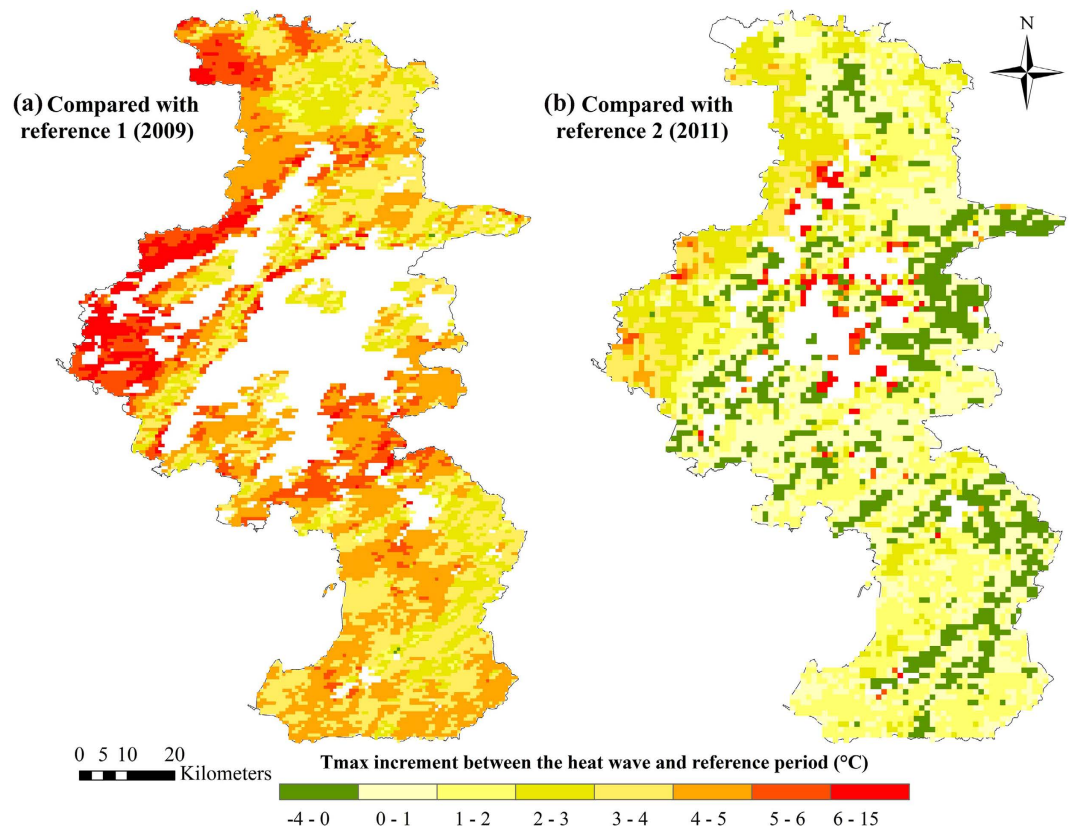 N
(a) Compared with
reference 1 (2009)
(b) Compared with
reference 2 (2011)
0 5 10 20
Kilometers
Tmax increment between the heat wave and reference period (°C)
-4 - 0 0 - 1 1 - 2 2 - 3 3 - 4 4 - 5 5 - 6 6 - 15